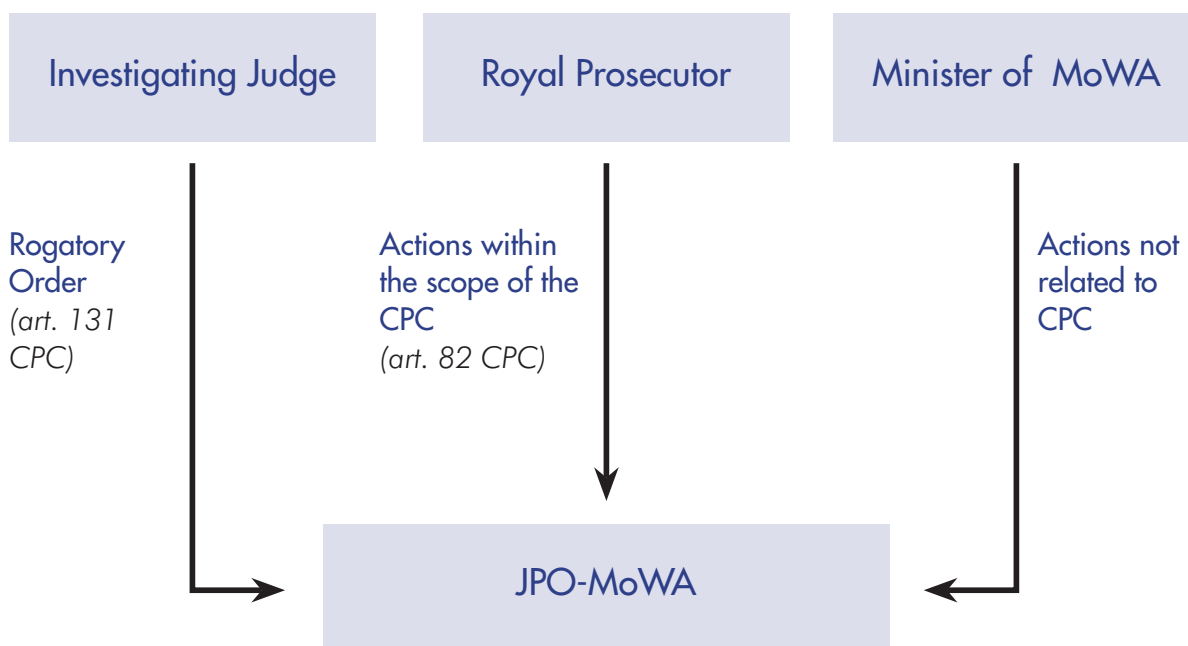 Investigating Judge
Royal Prosecutor
Minister of MoWA
Rogatory
Order
(art. 131
CPC)
Actions within
the scope of the
CPC
(art. 82 CPC)
Actions not
related to
CPC
JPO-MoWA